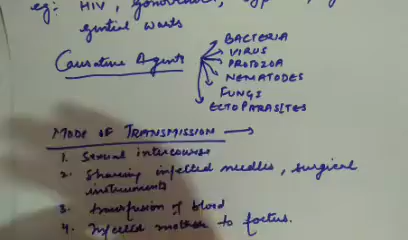 eg: HIV, gonorrhoea,
genital warts
Causative Agents
BACTERIA
VIRUS
PROTOZOA
NEMATODES
FUNGI
ECTOPARASITES
MODE OF TRANSMISSION →
1. Sexual intercourse
2. Sharing infected needles, surgical
instruments
3. transfusion of blood
4. Infected mother to foetus.